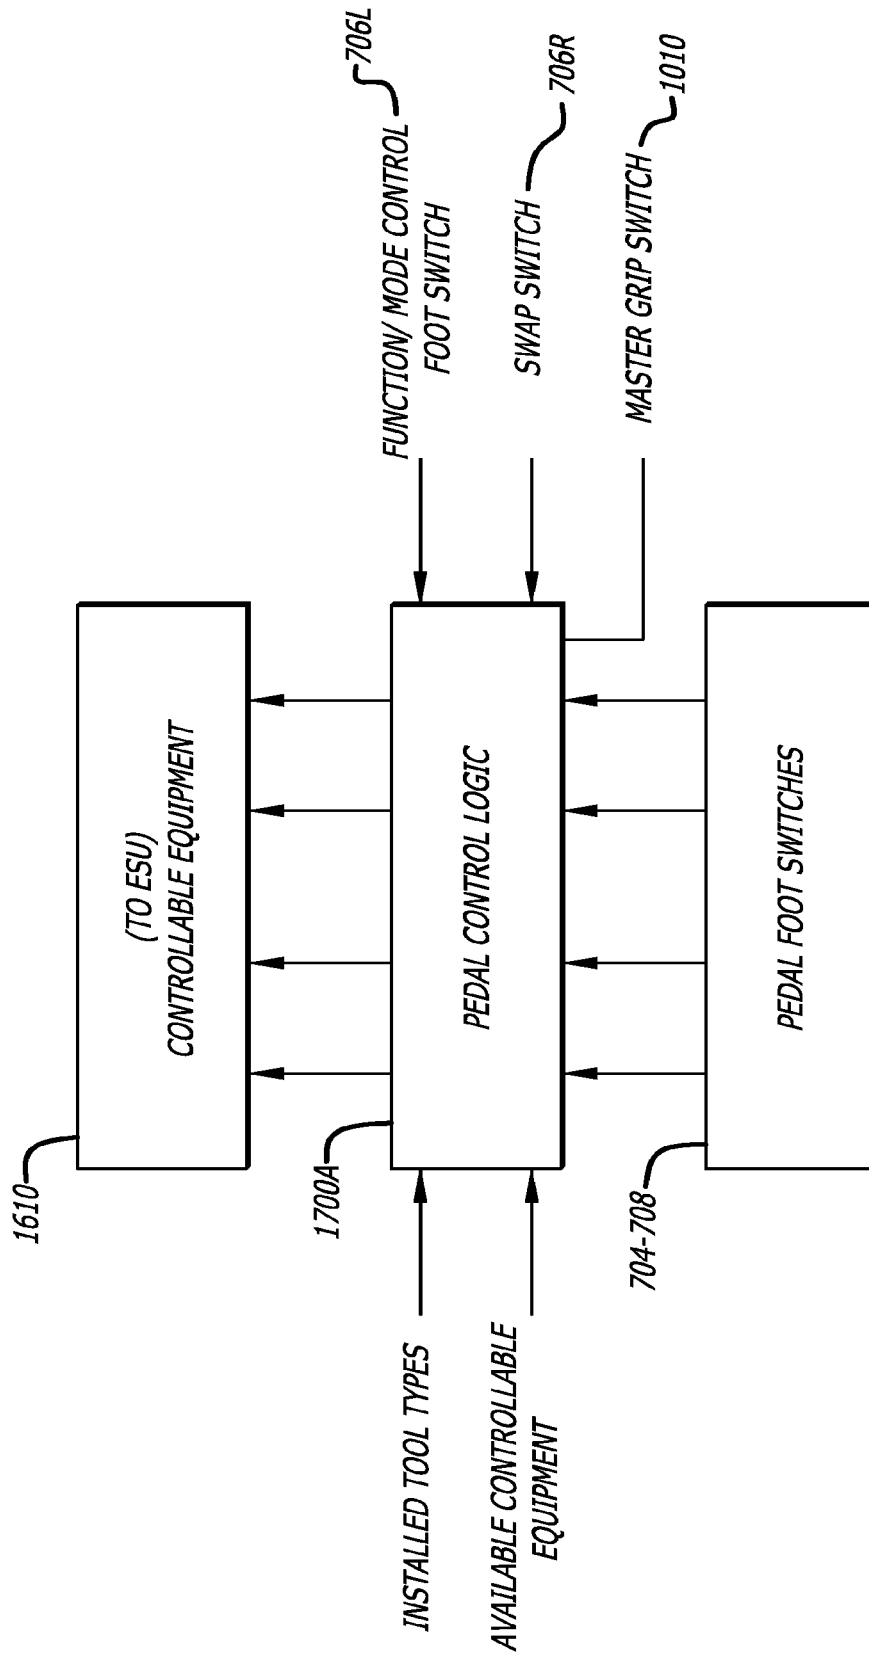 1610
(TO ESU)
CONTROLLABLE EQUIPMENT
INSTALLED TOOL TYPES
AVAILABLE CONTROLLABLE
EQUIPMENT
1700A
PEDAL CONTROL LOGIC
FUNCTION/ MODE CONTROL
FOOT SWITCH
706L
SWAP SWITCH
706R
MASTER GRIP SWITCH
1010
704-708
PEDAL FOOT SWITCHES